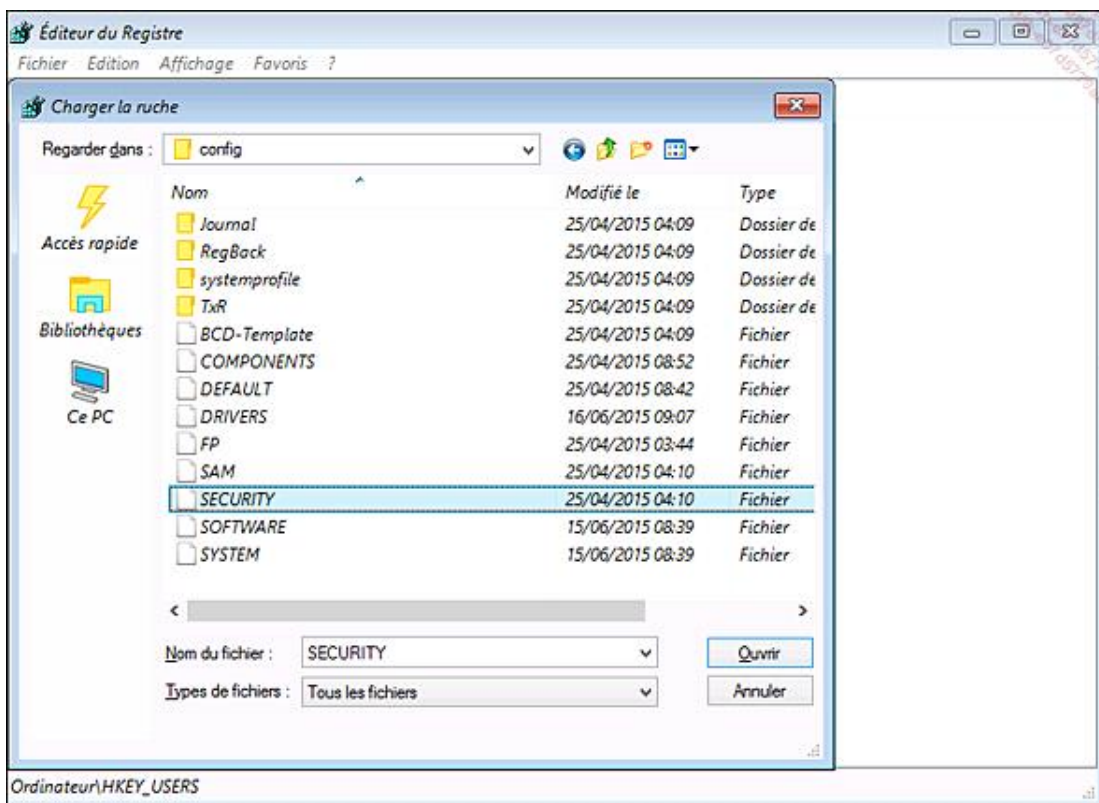 Éditeur du Registre
Fichier Edition Affichage Favoris ?
Charger la ruche
Regarder dans : config
Nom Modifié le Type
Journal 25/04/2015 04:09 Dossier de
RegBack 25/04/2015 04:09 Dossier de
systemprofile 25/04/2015 04:09 Dossier de
TxR 25/04/2015 04:09 Dossier de
BCD-Template 25/04/2015 04:09 Fichier
COMPONENTS 25/04/2015 08:52 Fichier
DEFAULT 25/04/2015 08:42 Fichier
DRIVERS 16/06/2015 09:07 Fichier
FP 25/04/2015 03:44 Fichier
SAM 25/04/2015 04:10 Fichier
SECURITY 25/04/2015 04:10 Fichier
SOFTWARE 15/06/2015 08:39 Fichier
SYSTEM 15/06/2015 08:39 Fichier
Accès rapide
Bibliothèques
Ce PC
Nom du fichier : SECURITY Ouvrir
Types de fichiers : Tous les fichiers Annuler
Ordinateur\HKEY_USERS